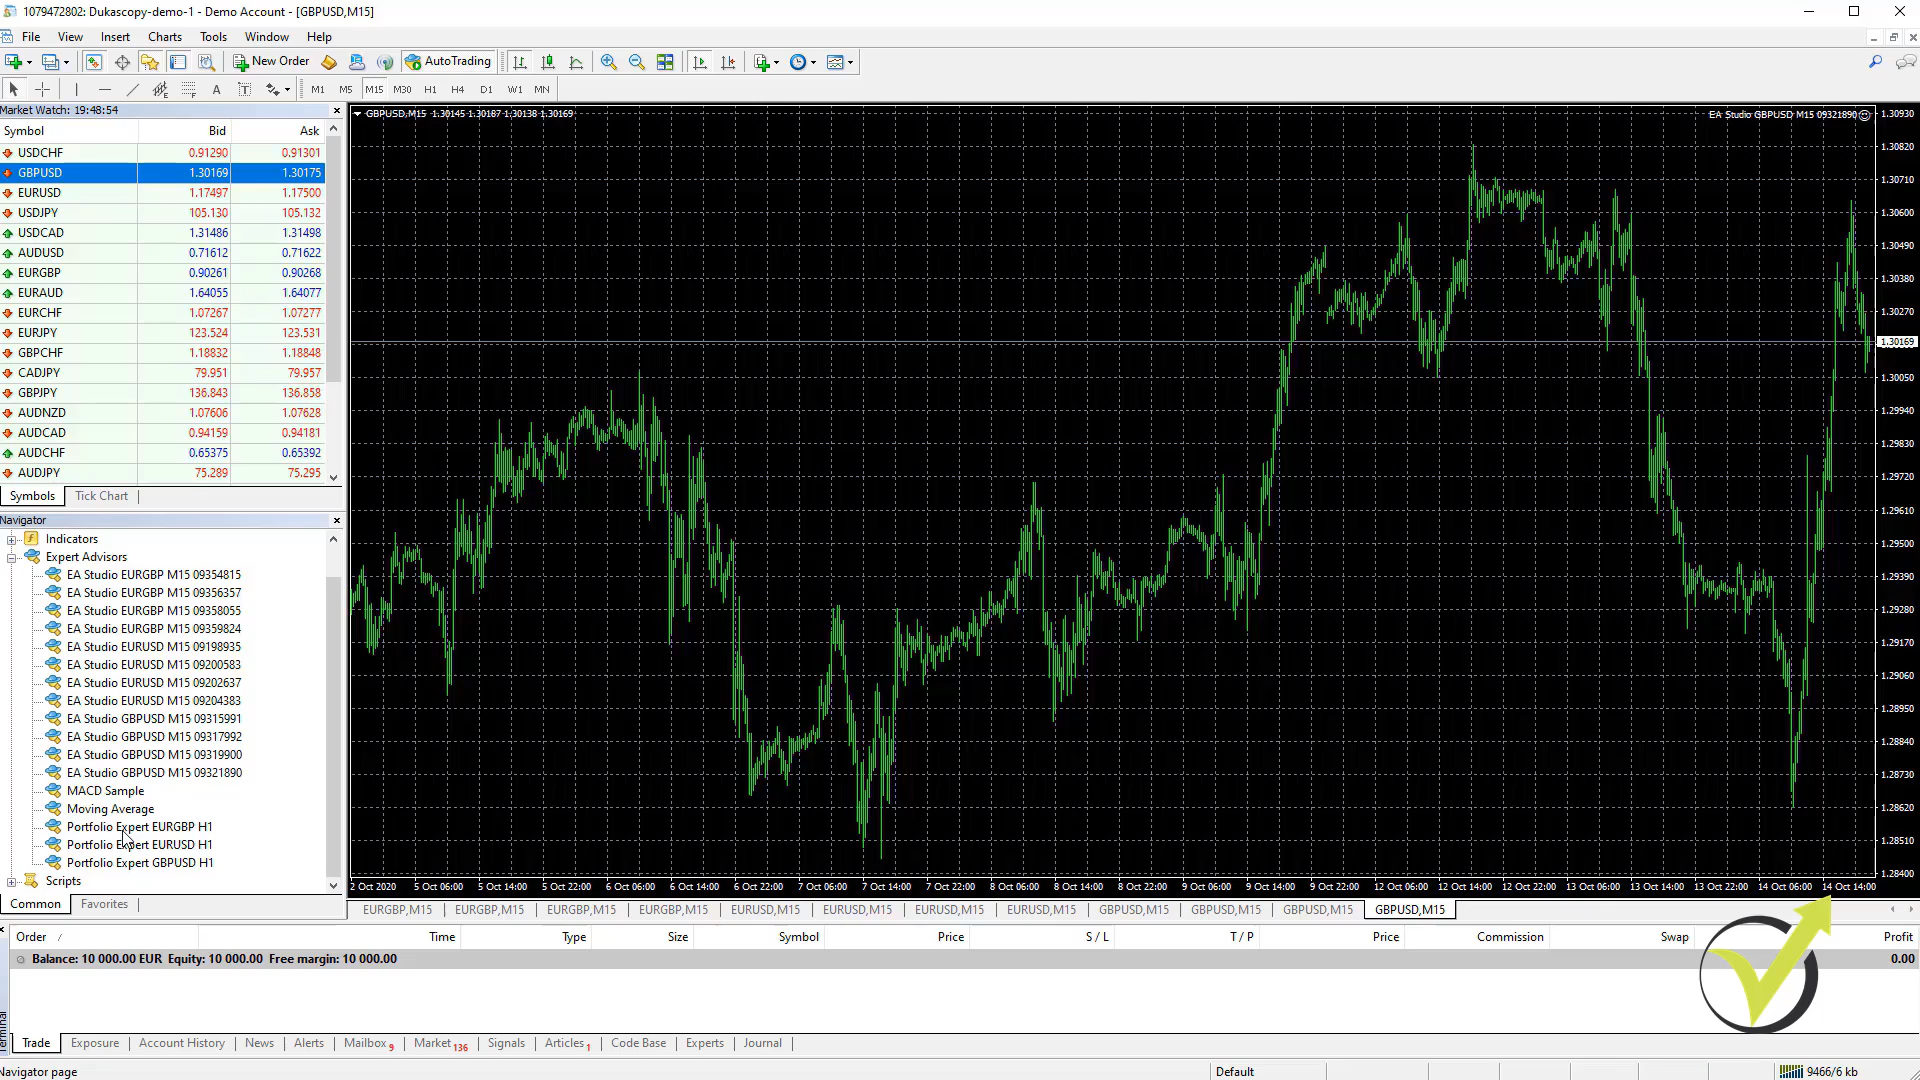 1079472802: Dukascopy-demo-1 - Demo Account - [GBPUSD,M15]
File View Insert Charts Tools Window Help
New Order AutoTrading
A T M1 M5 M15 M30 H1 H4 D1 W1 MN
Market Watch: 19:48:54
Symbol Bid Ask
USDCHF 0.91290 0.91301
GBPUSD 1.30169 1.30175
EURUSD 1.17497 1.17500
USDJPY 105.130 105.132
USDCAD 1.31486 1.31498
AUDUSD 0.71612 0.71622
EURGBP 0.90261 0.90268
EURAUD 1.64055 1.64077
EURCHF 1.07267 1.07277
EURJPY 123.524 123.531
GBPCHF 1.18832 1.18848
CADJPY 79.951 79.957
GBPJPY 136.843 136.858
AUDNZD 1.07606 1.07628
AUDCAD 0.94159 0.94181
AUDCHF 0.65375 0.65392
AUDJPY 75.289 75.295
Symbols Tick Chart
Navigator
Indicators
Expert Advisors
EA Studio EURGBP M15 09354815
EA Studio EURGBP M15 09356357
EA Studio EURGBP M15 09358055
EA Studio EURGBP M15 09359824
EA Studio EURUSD M15 09198935
EA Studio EURUSD M15 09200583
EA Studio EURUSD M15 09202637
EA Studio EURUSD M15 09204383
EA Studio GBPUSD M15 09315991
EA Studio GBPUSD M15 09317992
EA Studio GBPUSD M15 09319900
EA Studio GBPUSD M15 09321890
MACD Sample
Moving Average
Portfolio Expert EURGBP H1
Portfolio Expert EURUSD H1
Portfolio Expert GBPUSD H1
Scripts
Common Favorites
GBPUSD,M15 1.30145 1.30187 1.30138 1.30169
EA Studio GBPUSD M15 09321890
1.30930
1.30820
1.30710
1.30600
1.30490
1.30380
1.30270
1.30169
1.30050
1.29940
1.29830
1.29720
1.29610
1.29500
1.29390
1.29280
1.29170
1.29060
1.28950
1.28840
1.28730
1.28620
1.28510
1.28400
2 Oct 2020 5 Oct 06:00 5 Oct 14:00 5 Oct 22:00 6 Oct 06:00 6 Oct 14:00 6 Oct 22:00 7 Oct 06:00 7 Oct 14:00 7 Oct 22:00 8 Oct 06:00 8 Oct 14:00 8 Oct 22:00 9 Oct 06:00 9 Oct 14:00 9 Oct 22:00 12 Oct 06:00 12 Oct 14:00 12 Oct 22:00 13 Oct 06:00 13 Oct 14:00 13 Oct 22:00 14 Oct 06:00 14 Oct 14:00
EURGBP,M15 EURGBP,M15 EURGBP,M15 EURGBP,M15 EURUSD,M15 EURUSD,M15 EURUSD,M15 EURUSD,M15 GBPUSD,M15 GBPUSD,M15 GBPUSD,M15 GBPUSD,M15
Order / Time Type Size Symbol Price S / L T / P Price Commission Swap Profit
Balance: 10 000.00 EUR Equity: 10 000.00 Free margin: 10 000.00 0.00
Terminal
Trade Exposure Account History News Alerts Mailbox 9 Market 136 Signals Articles 1 Code Base Experts Journal
Navigator page Default 9466/6 kb